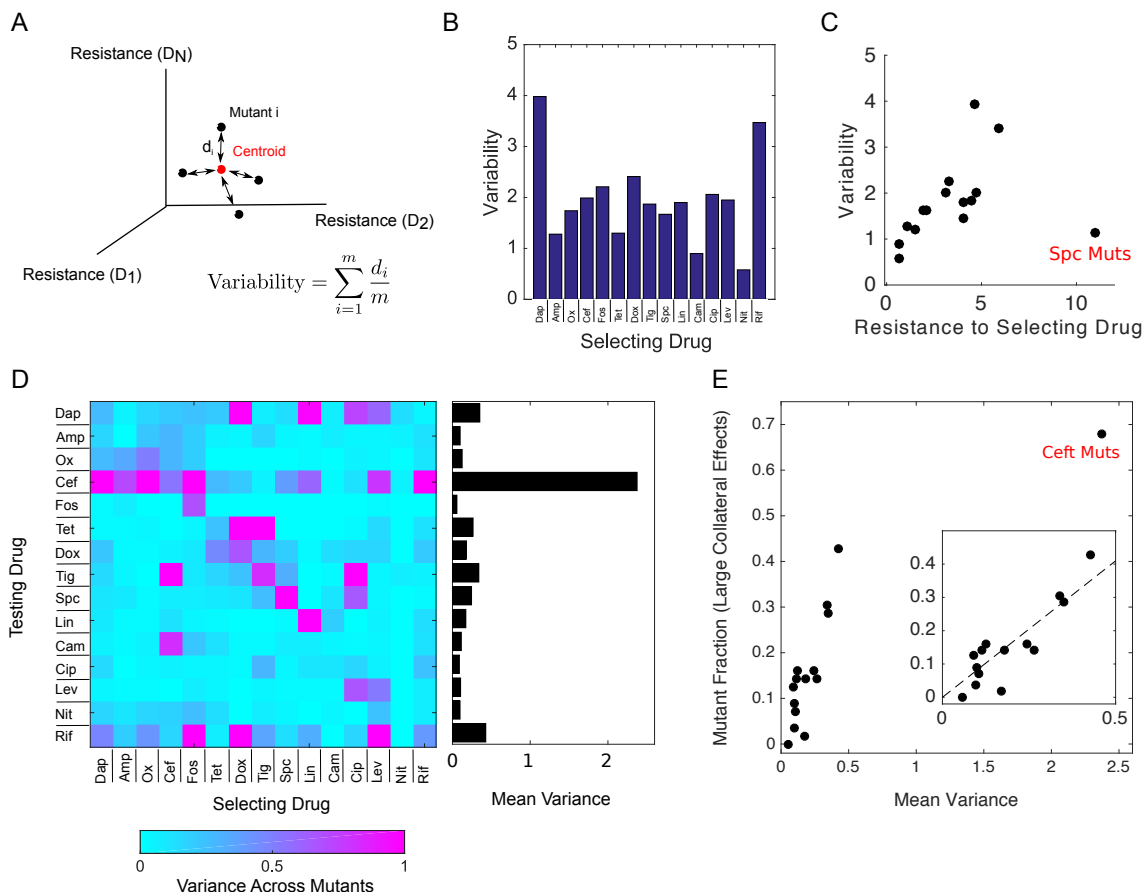 A
Resistance (DN)
Mutant i
di
Centroid
Resistance (D2)
Resistance (D1)
Variability = ∑ i=1 m di/m
B
5
4
3
2
1
0
Variability
Dap Amp Ox Cef Fos Tet Dox Tig Spc Lin Cam Cip Lev Nit Rif
Selecting Drug
C
5
4
3
2
1
0
Variability
Spc Muts
0 5 10
Resistance to Selecting Drug
D
Testing Drug
Dap
Amp
Ox
Cef
Fos
Tet
Dox
Tig
Spc
Lin
Cam
Cip
Lev
Nit
Rif
Dap Amp Ox Cef Fos Tet Dox Tig Spc Lin Cam Cip Lev Nit Rif
Selecting Drug
0 1 2
Mean Variance
0 0.5 1
Variance Across Mutants
E
Mutant Fraction (Large Collateral Effects)
0.7
0.6
0.5
0.4
0.3
0.2
0.1
0
Ceft Muts
0.4
0.3
0.2
0.1
0
0 0.5
0 0.5 1 1.5 2 2.5
Mean Variance